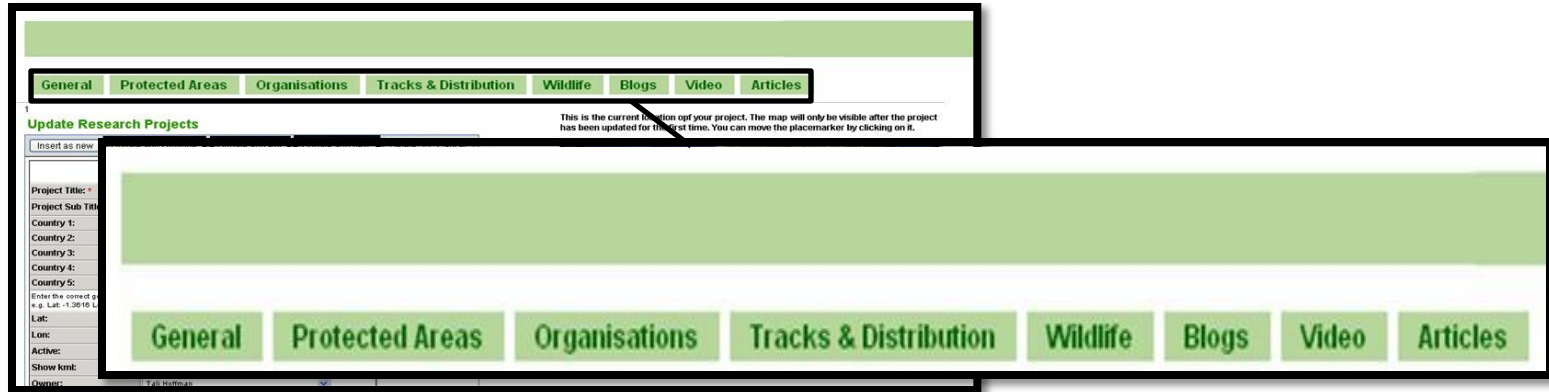 General Protected Areas Organisations Tracks & Distribution Wildlife Blogs Video Articles
1
Update Research Projects
This is the current location opf your project. The map will only be visible after the project
has been updated for the first time. You can move the placemarker by clicking on it.
Insert as new
Project Title: *
Project Sub
Country 1:
Country 2:
Country 3:
Country 4:
Country 5:
Enter the correct
e.g. Lat: -1.3616
Lat:
Lon:
Active:
Show kml:
Owner: Tali Hoffman
General Protected Areas Organisations Tracks & Distribution Wildlife Blogs Video Articles